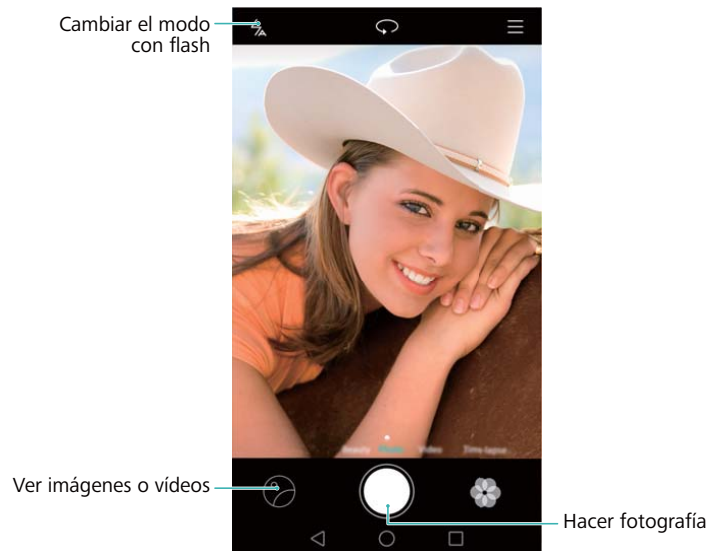 Cambiar el modo
con flash
Beauty Photo Video Time-lapse
Ver imágenes o vídeos
Hacer fotografía